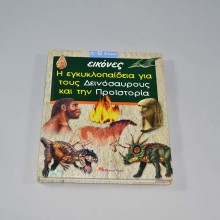 εικόνες
Η εγκυκλοπαίδεια για
τους Δεινόσαυρους
και την Προϊστορία